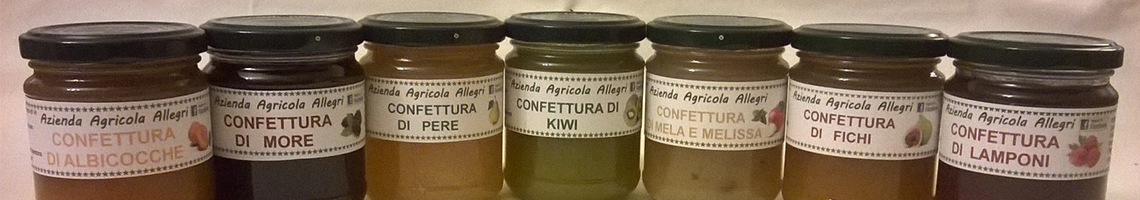 Azienda Agricola Allegri
CONFETTURA
DI ALBICOCCHE
Azienda Agricola Allegri
CONFETTURA
DI MORE
Azienda Agricola Allegri
CONFETTURA
DI PERE
Azienda Agricola Allegri
CONFETTURA DI
KIWI
Azienda Agricola Allegri
CONFETTURA
DI MELA E MELISSA
Azienda Agricola Allegri
CONFETTURA
DI FICHI
Azienda Agricola Allegri
CONFETTURA
DI LAMPONI